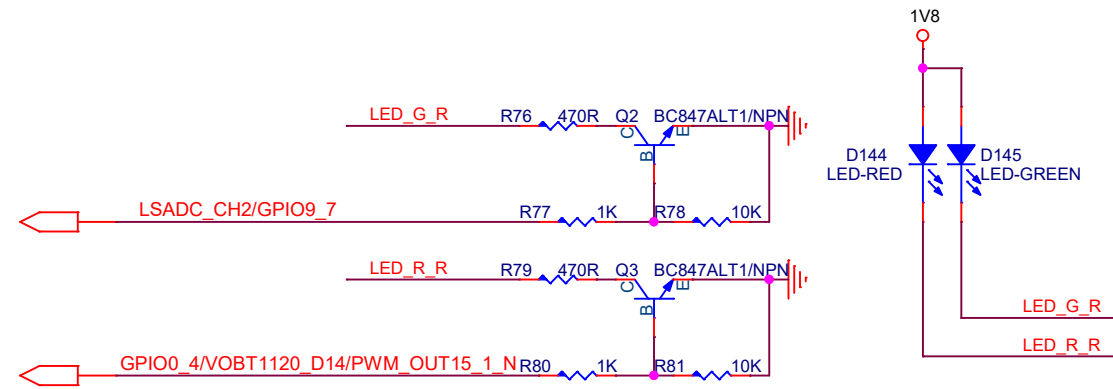 1V8
LED_G_R R76 470R Q2 BC847ALT1/NPN
C E
B
D144 D145
LED-RED LED-GREEN
LSADC_CH2/GPIO9_7 R77 1K R78 10K
LED_R_R R79 470R Q3 BC847ALT1/NPN
C E
B
LED_G_R
LED_R_R
GPIO0_4/VOBT1120_D14/PWM_OUT15_1_N R80 1K R81 10K